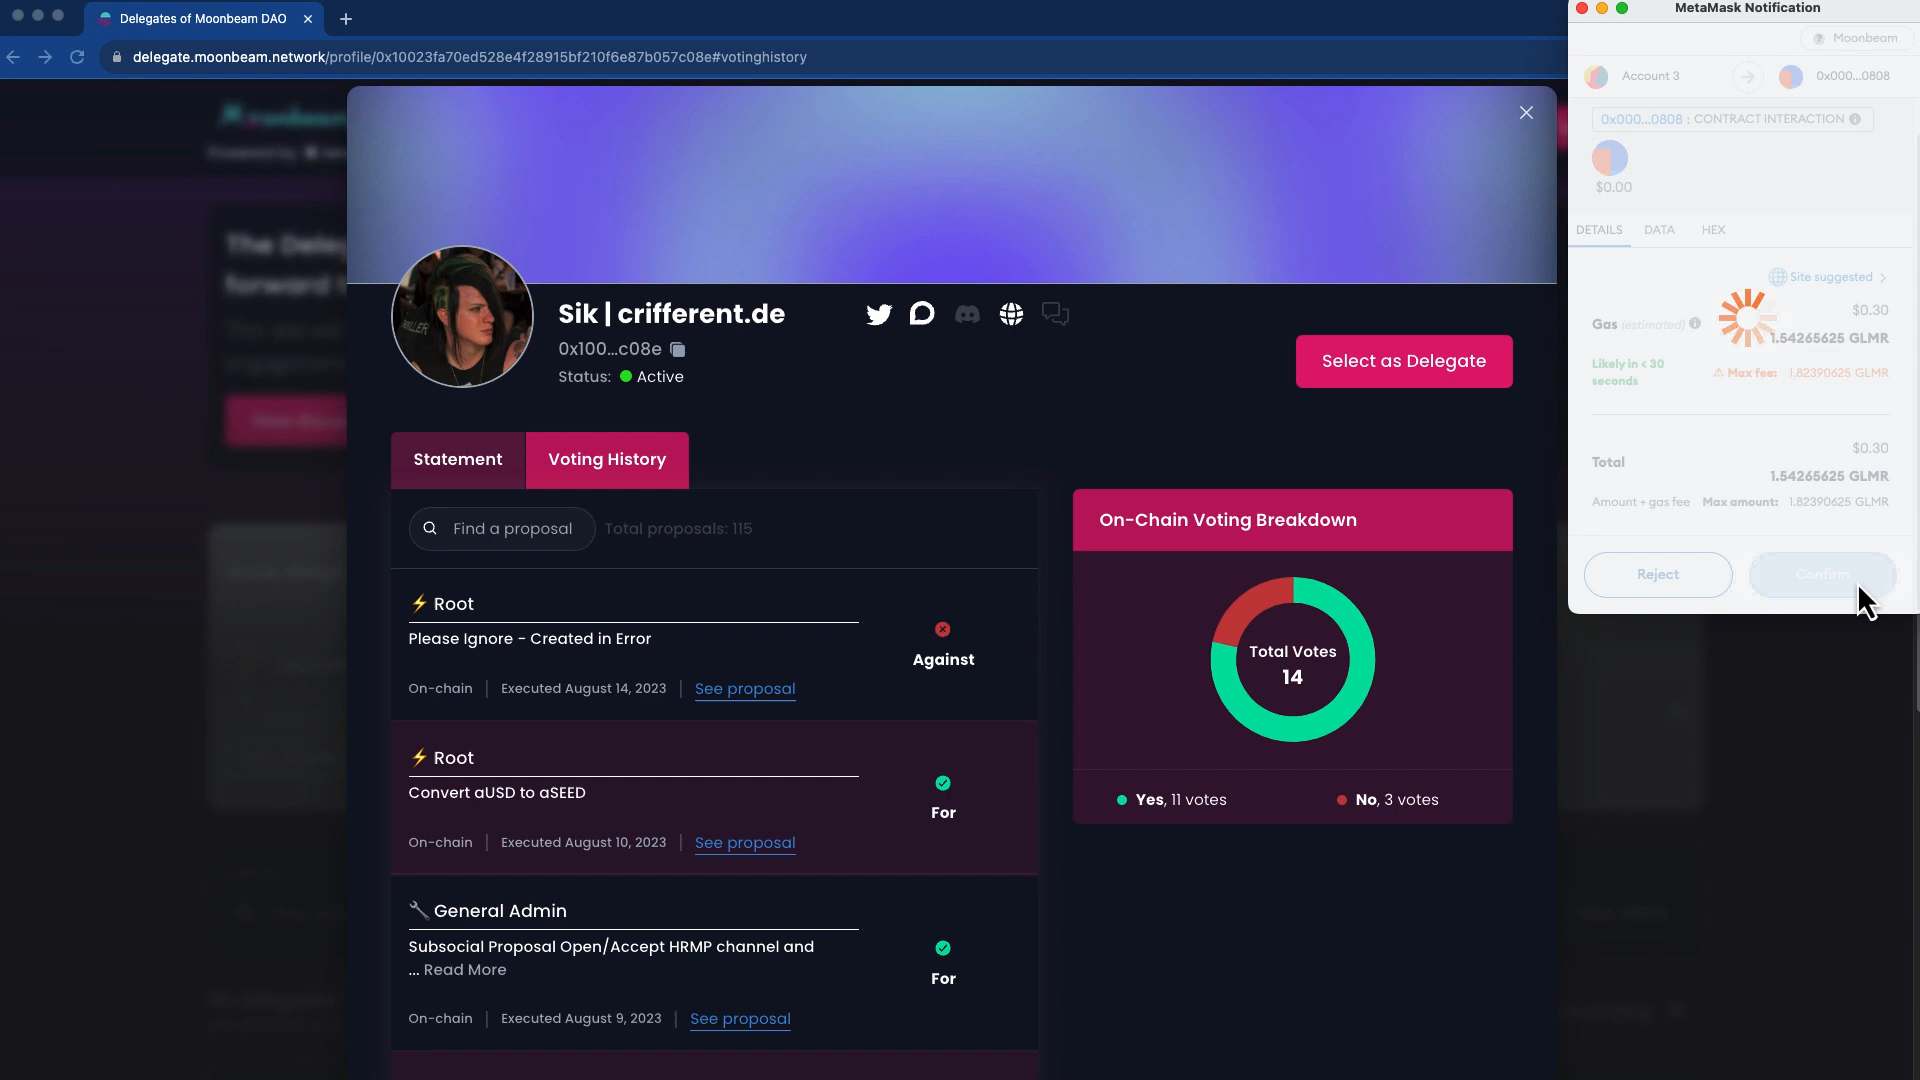 Delegates of Moonbeam DAO
delegate.moonbeam.network/profile/0x10023fa70ed528e4f28915bf210f6e87b057c08e#votinghistory
Sik | crifferent.de
0x100...c08e
Status: Active
Select as Delegate
Statement
Voting History
Find a proposal
Total proposals: 115
⚡ Root
Please Ignore - Created in Error
Against
On-chain | Executed August 14, 2023 | See proposal
⚡ Root
Convert aUSD to aSEED
For
On-chain | Executed August 10, 2023 | See proposal
🔧 General Admin
Subsocial Proposal Open/Accept HRMP channel and
... Read More
For
On-chain | Executed August 9, 2023 | See proposal
On-Chain Voting Breakdown
Total Votes
14
Yes, 11 votes
No, 3 votes
MetaMask Notification
Moonbeam
Account 3
0x000...0808
0x000...0808 : CONTRACT INTERACTION
$0.00
DETAILS
DATA
HEX
Site suggested >
$0.30
Gas (estimated)
1.54265625 GLMR
Likely in < 30
seconds
Max fee: 1.82390625 GLMR
$0.30
Total
1.54265625 GLMR
Amount + gas fee
Max amount: 1.82390625 GLMR
Reject
Confirm